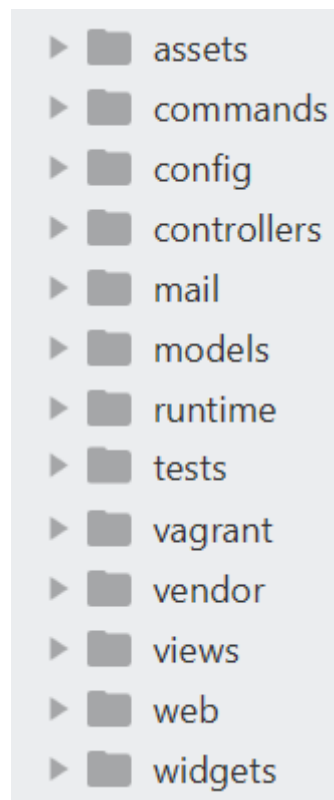 assets
commands
config
controllers
mail
models
runtime
tests
vagrant
vendor
views
web
widgets